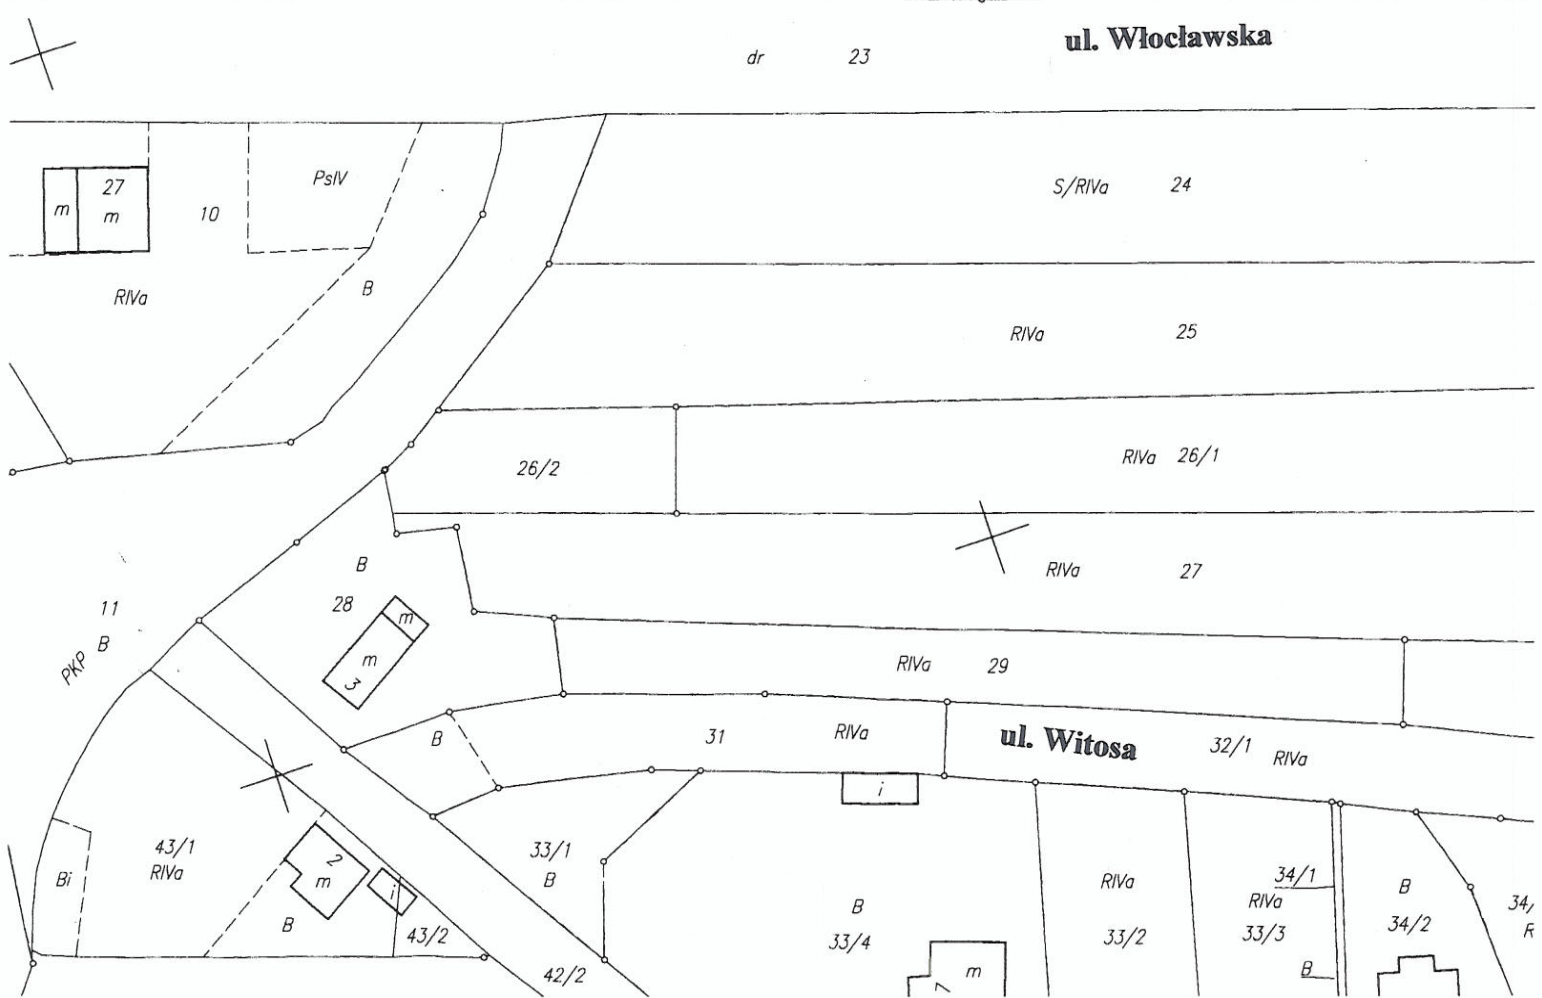 ul. Włocławska
dr 23
27
m m
10
PsIV
S/RIVa 24
RIVa
B
RIVa 25
26/2
RIVa 26/1
B
28
RIVa 27
11
B
PKP
m
m
3
RIVa 29
B
31
RIVa
ul. Witosa
32/1 RIVa
i
43/1
RIVa
Bi
2
m
i
B
43/2
42/2
33/1
B
B
33/4
m
7
RIVa
33/2
34/1
RIVa
33/3
B
B
34/2
34/
R